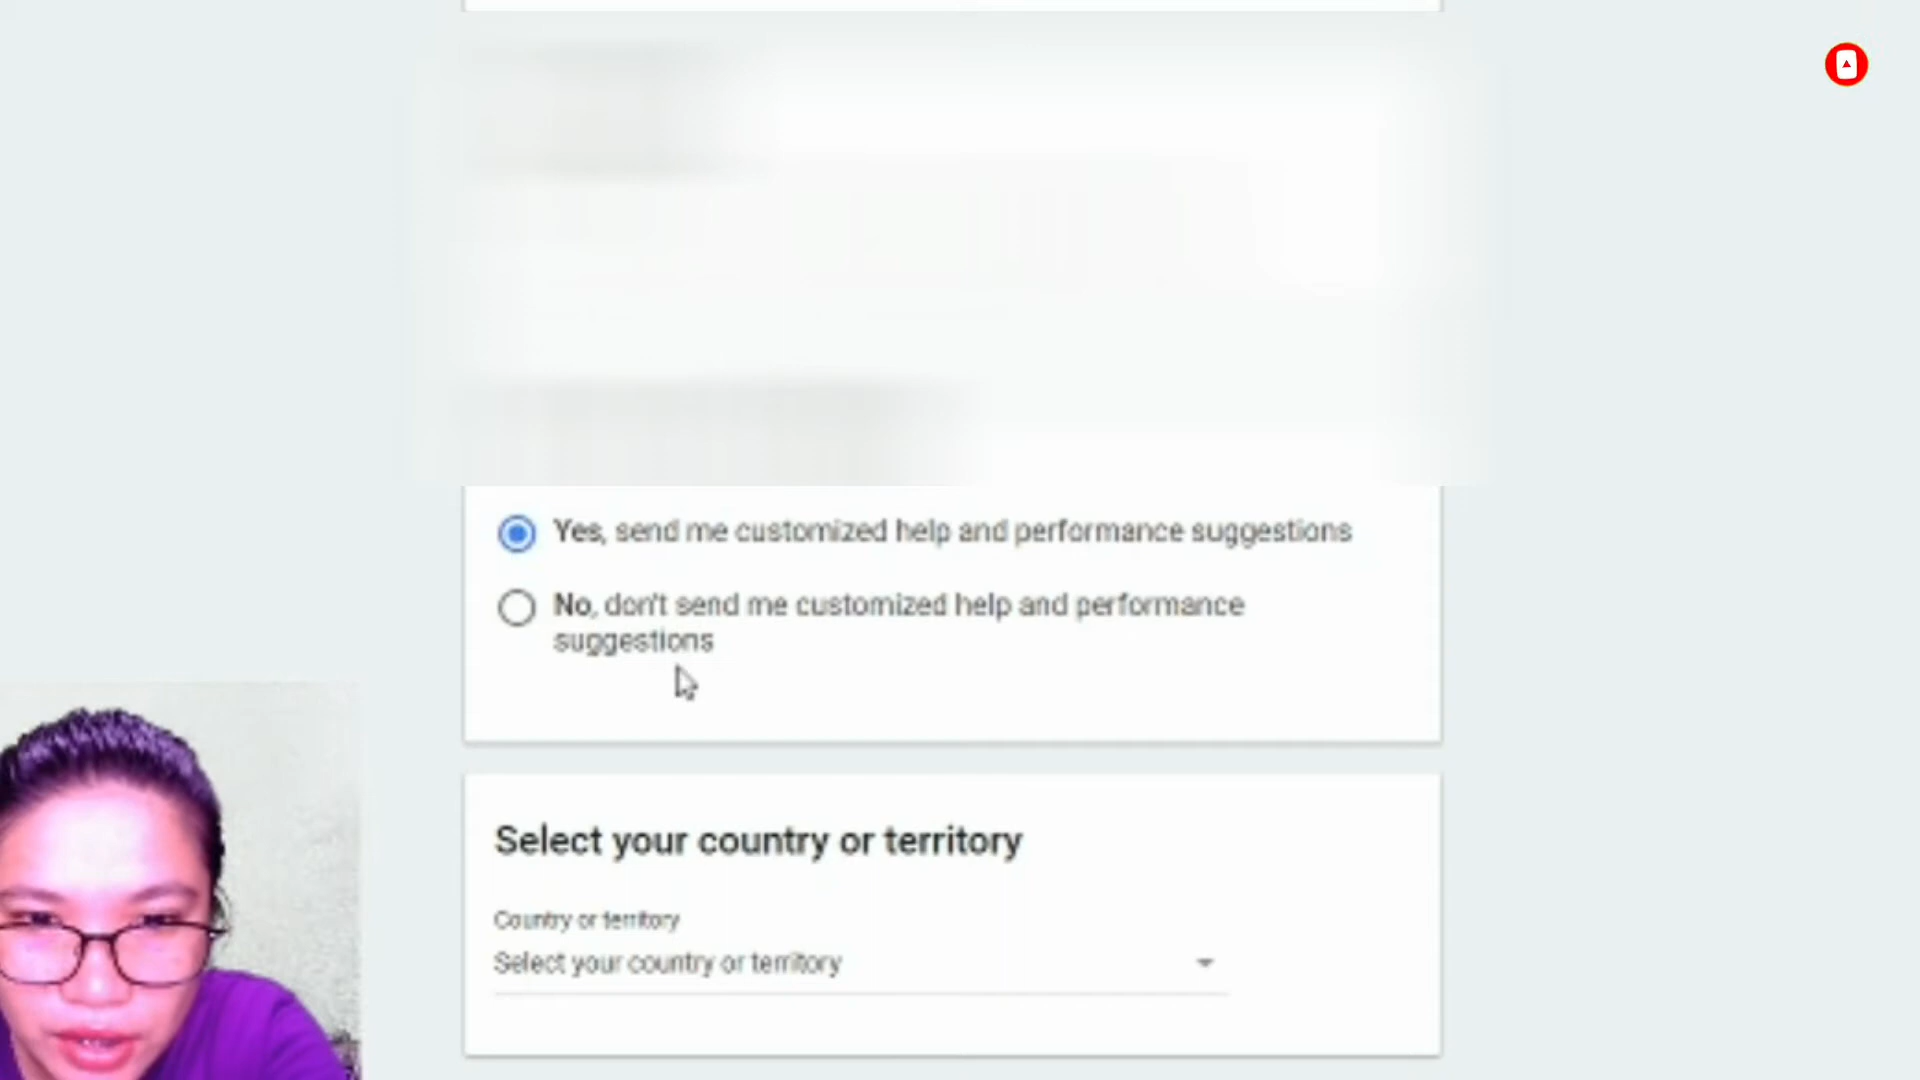 Yes, send me customized help and performance suggestions
No, don't send me customized help and performance
suggestions
Select your country or territory
Country or territory
Select your country or territory